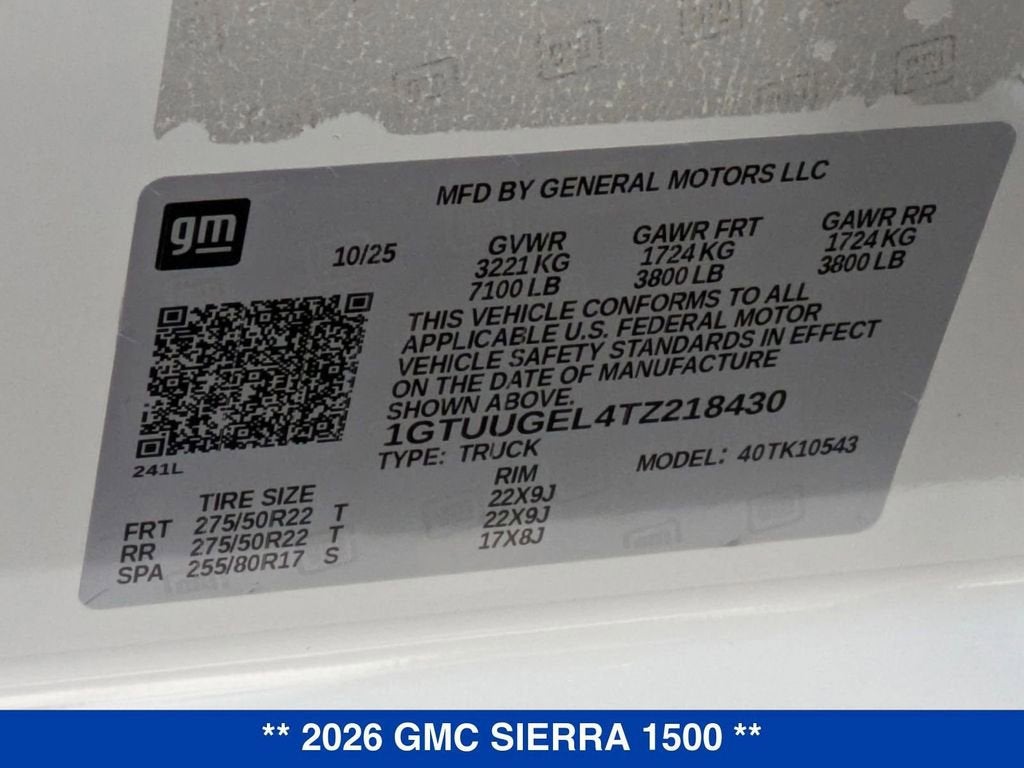 gm
MFD BY GENERAL MOTORS LLC
10/25
GVWR
3221 KG
7100 LB
GAWR FRT
1724 KG
3800 LB
GAWR RR
1724 KG
3800 LB
THIS VEHICLE CONFORMS TO ALL
APPLICABLE U.S. FEDERAL MOTOR
VEHICLE SAFETY STANDARDS IN EFFECT
ON THE DATE OF MANUFACTURE
SHOWN ABOVE.
1GTUUGEL4TZ218430
TYPE: TRUCK
MODEL: 40TK10543
241L
TIRE SIZE RIM
FRT 275/50R22 T 22X9J
RR 275/50R22 T 22X9J
SPA 255/80R17 S 17X8J
** 2026 GMC SIERRA 1500 **